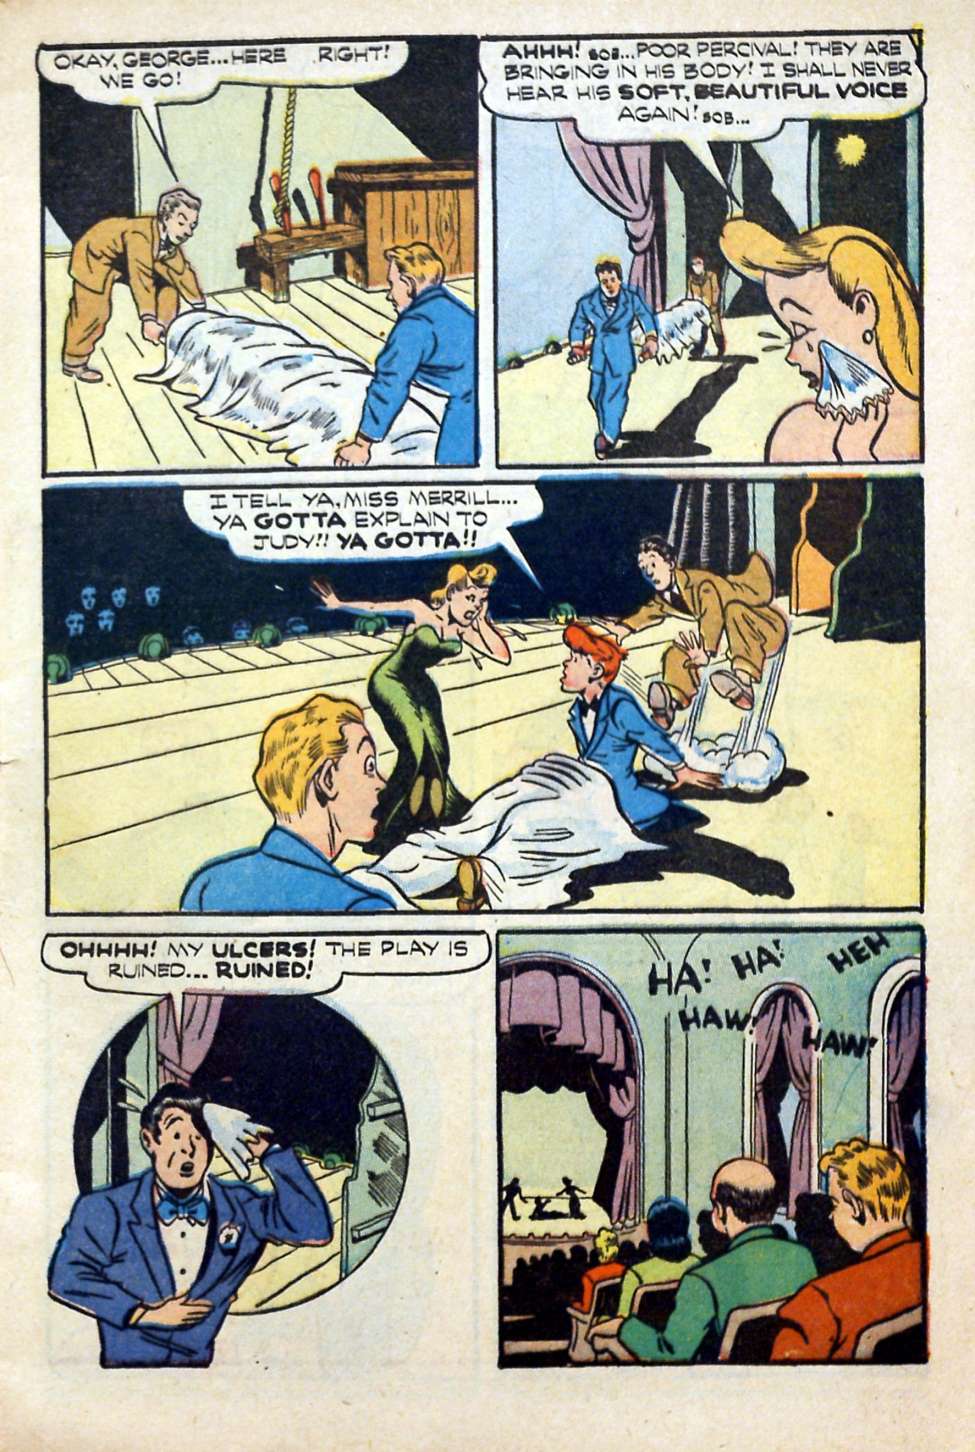 OKAY, GEORGE...HERE
WE GO!
.RIGHT!
AHHH! SOB...POOR PERCIVAL! THEY ARE
BRINGING IN HIS BODY! I SHALL NEVER
HEAR HIS SOFT, BEAUTIFUL VOICE
AGAIN! SOB...
I TELL YA, MISS MERRILL...
YA GOTTA EXPLAIN TO
JUDY!! YA GOTTA!!
OHHHH! MY ULCERS! THE PLAY IS
RUINED... RUINED!
HA! HA! HEH
HAW! HAW!